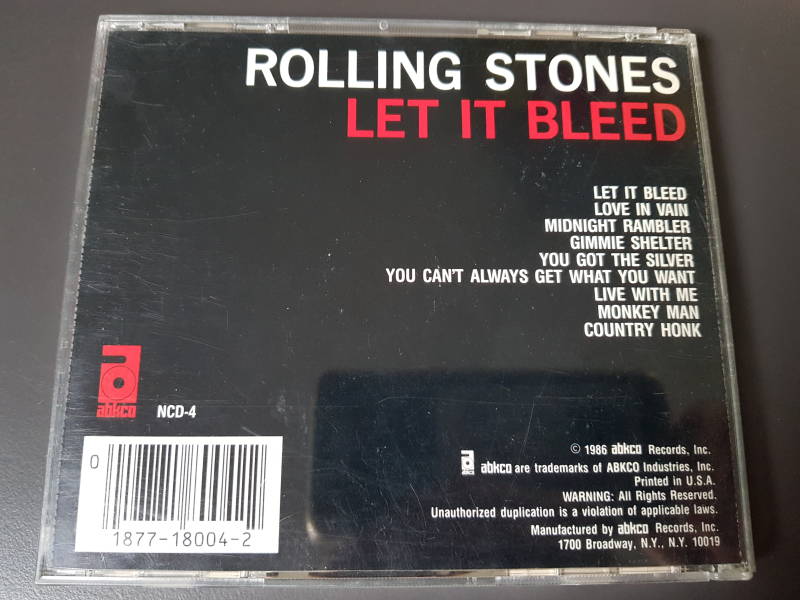 ROLLING STONES
LET IT BLEED
LET IT BLEED
LOVE IN VAIN
MIDNIGHT RAMBLER
GIMMIE SHELTER
YOU GOT THE SILVER
YOU CAN'T ALWAYS GET WHAT YOU WANT
LIVE WITH ME
MONKEY MAN
COUNTRY HONK
abkco
NCD-4
0
1877-18004-2
© 1986 abkco Records, Inc.
abkco are trademarks of ABKCO Industries, Inc.
Printed in U.S.A.
WARNING: All Rights Reserved.
Unauthorized duplication is a violation of applicable laws.
Manufactured by abkco Records, Inc.
1700 Broadway, N.Y., N.Y. 10019